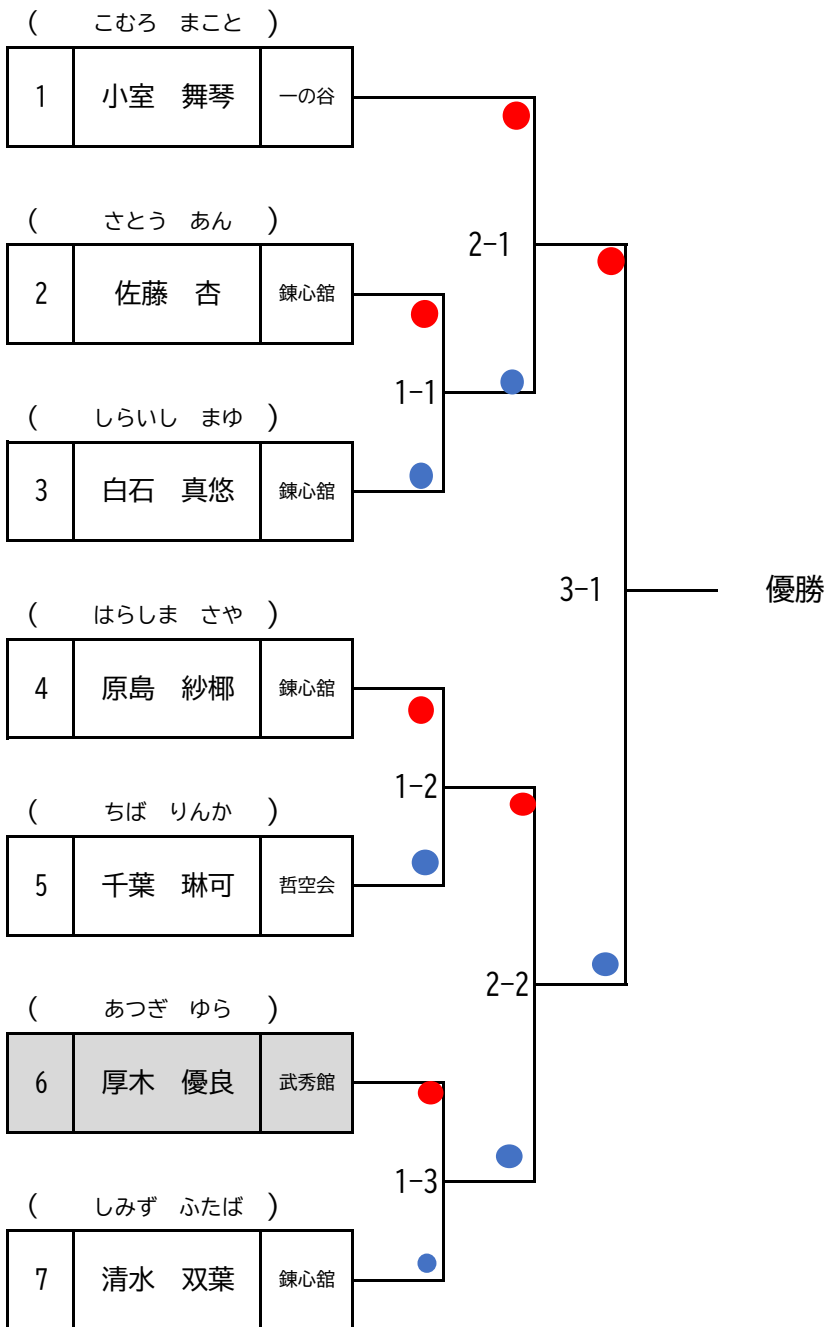 ( こむろ まこと )
1 小室 舞琴 一の谷
( さとう あん )
2-1
2 佐藤 杏 錬心舘
1-1
( しらいし まゆ )
3 白石 真悠 錬心舘
3-1 優勝
( はらしま さや )
4 原島 紗椰 錬心舘
1-2
( ちば りんか )
5 千葉 琳可 哲空会
2-2
( あつぎ ゆら )
6 厚木 優良 武秀館
1-3
( しみず ふたば )
7 清水 双葉 錬心舘